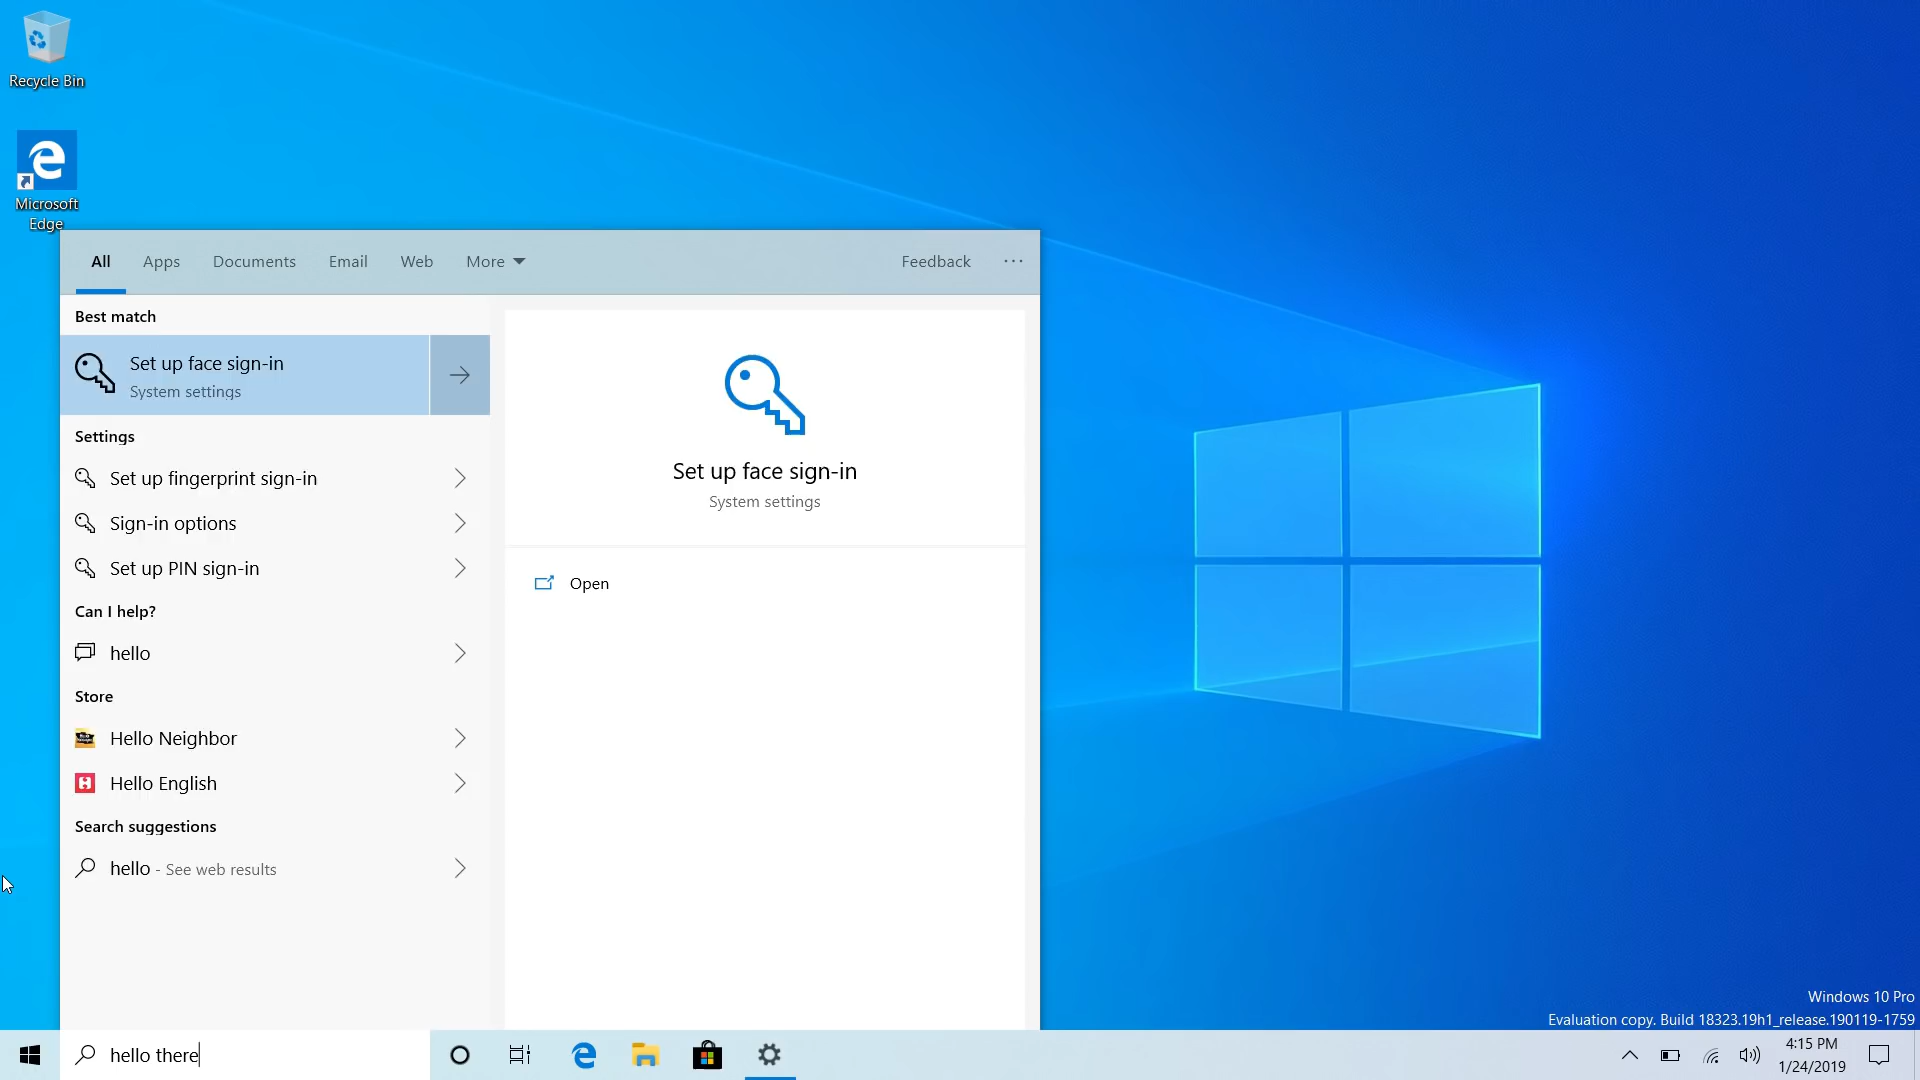 Recycle Bin
Microsoft
Edge
All Apps Documents Email Web More Feedback ...
Best match
Set up face sign-in
System settings
Settings
Set up fingerprint sign-in
Sign-in options
Set up PIN sign-in
Can I help?
hello
Store
Hello Neighbor
Hello English
Search suggestions
hello - See web results
Set up face sign-in
System settings
Open
Windows 10 Pro
Evaluation copy. Build 18323.19h1_release.190119-1759
hello there
4:15 PM
1/24/2019